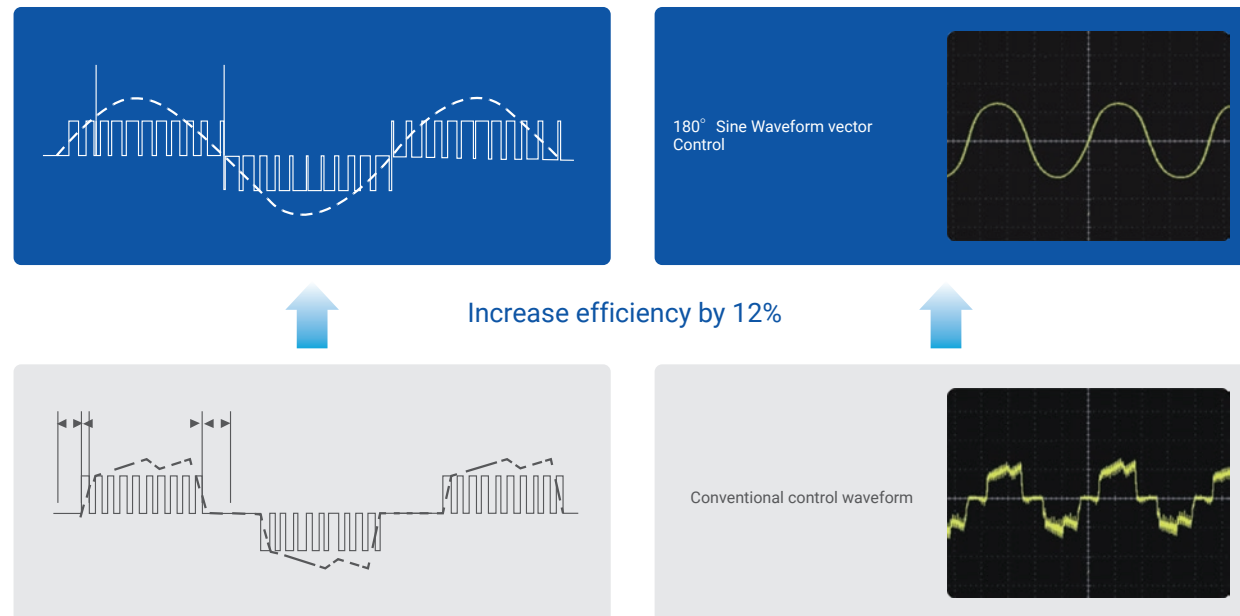 180° Sine Waveform vector
Control
Increase efficiency by 12%
Conventional control waveform